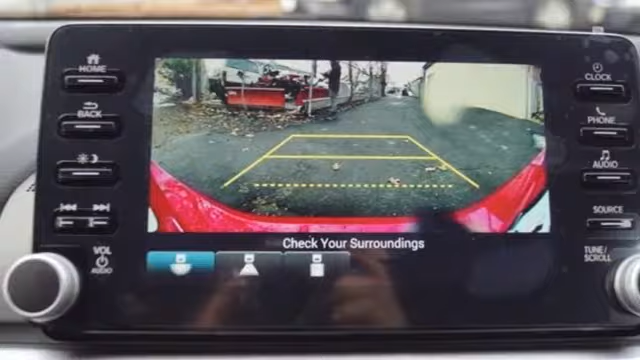 HOME
BACK
VOL
AUDIO
Check Your Surroundings
CLOCK
PHONE
AUDIO
SOURCE
TUNE/
SCROLL